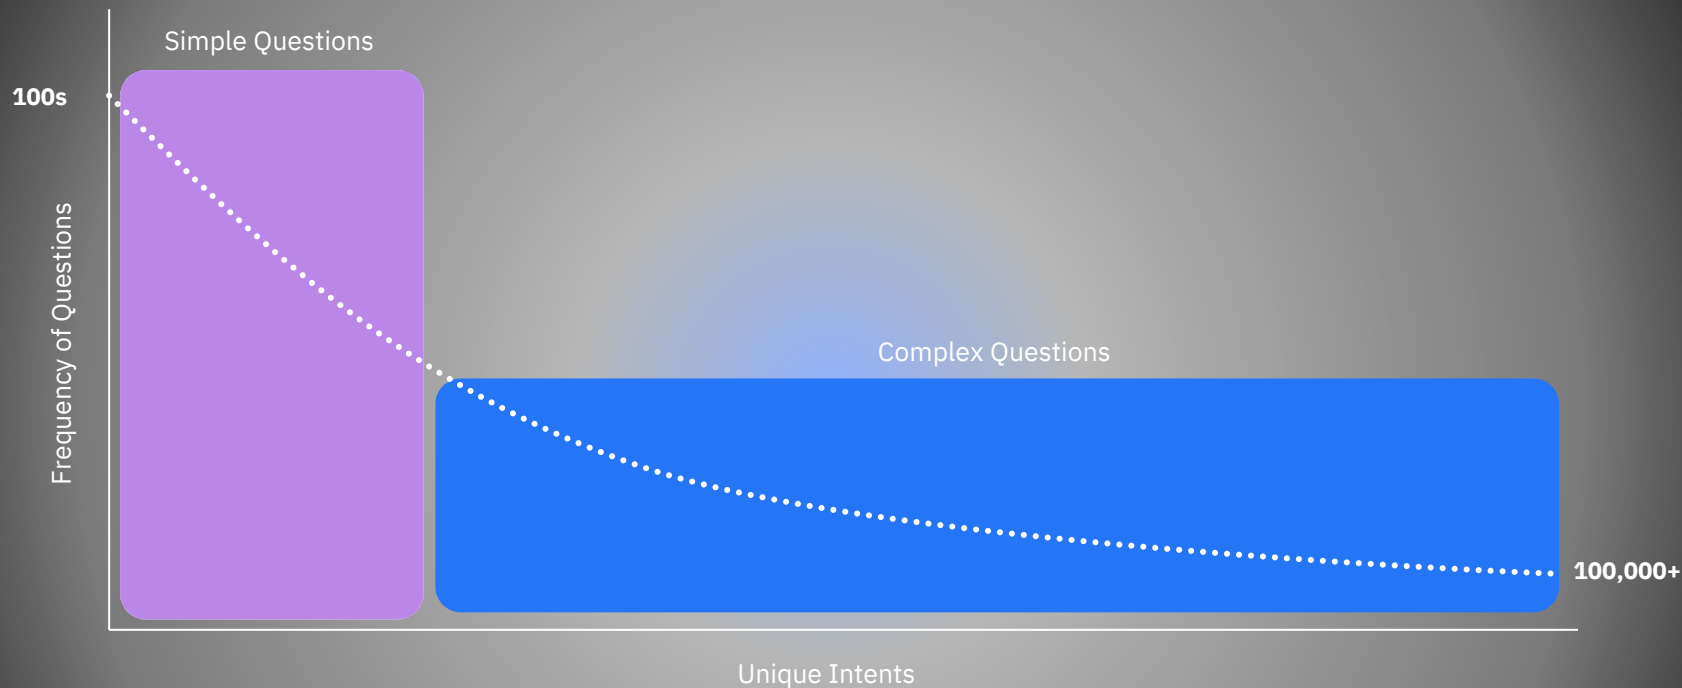 Simple Questions
100s
Frequency of Questions
Complex Questions
100,000+
Unique Intents